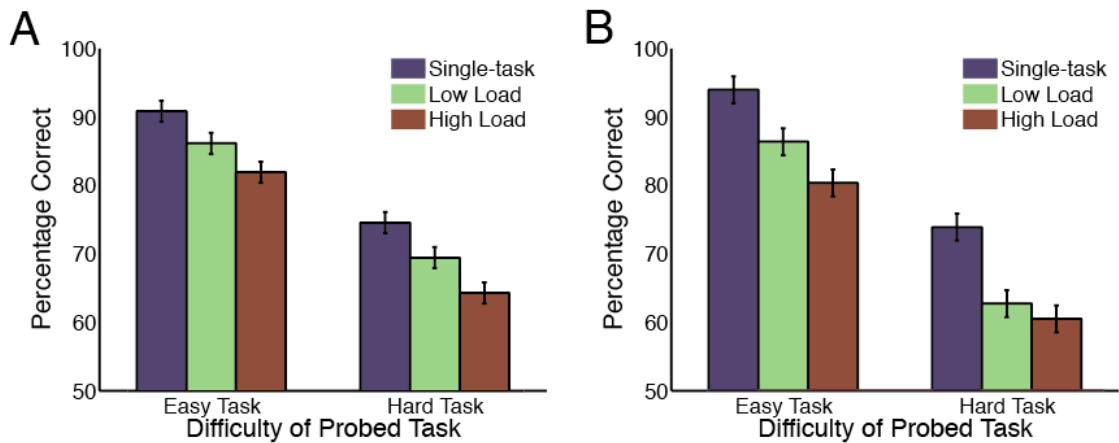 A
Percentage Correct
100
90
80
70
60
50
Single-task
Low Load
High Load
Easy Task
Hard Task
Difficulty of Probed Task
B
Percentage Correct
100
90
80
70
60
50
Single-task
Low Load
High Load
Easy Task
Hard Task
Difficulty of Probed Task